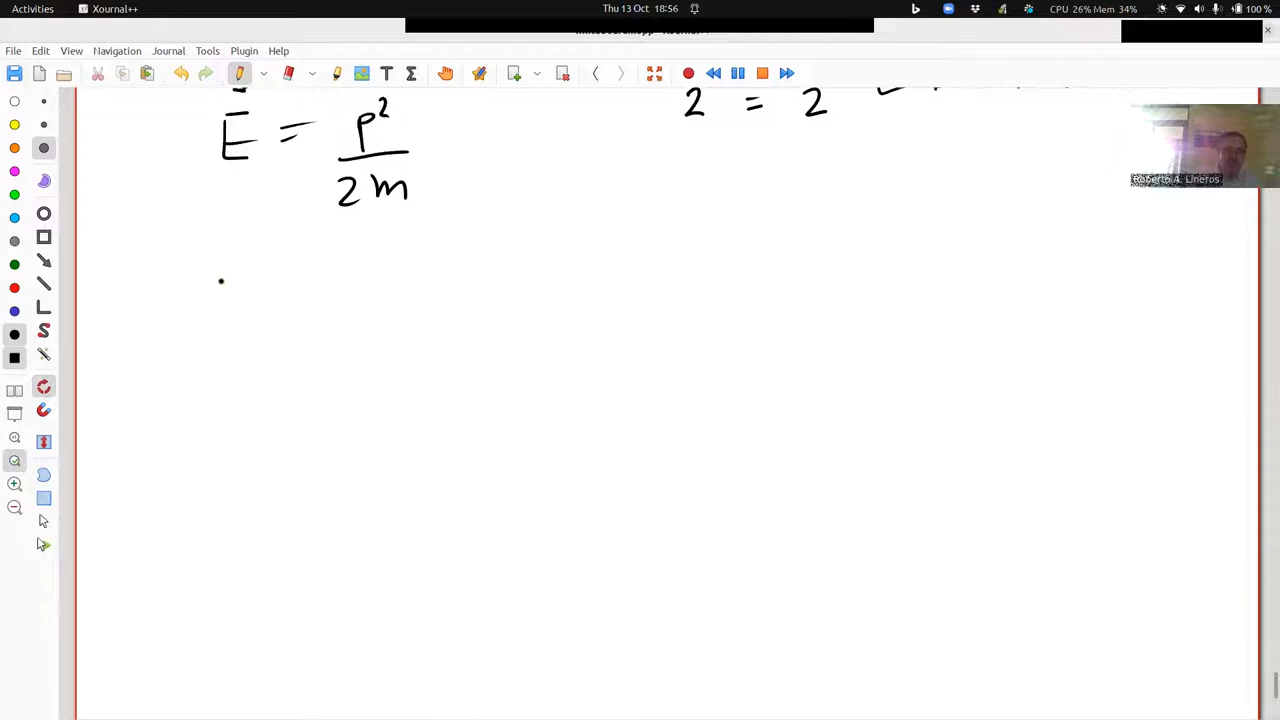 Activities Xournal++ Thu 13 Oct 18:56 CPU 26% Mem 34% 100 %
File Edit View Navigation Journal Tools Plugin Help
E = p²/2m
2 = 2
Roberto A. Lineros